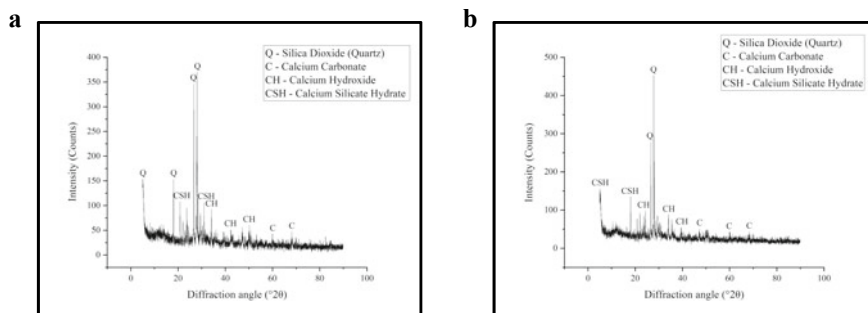 a
Q - Silica Dioxide (Quartz)
C - Calcium Carbonate
CH - Calcium Hydroxide
CSH - Calcium Silicate Hydrate
400
350
300
250
200
150
100
50
0
Intensity (Counts)
Q
Q
Q
Q
CSH
CSH
CH
CH
CH
C
C
0
20
40
60
80
100
Diffraction angle (°2θ)
b
Q - Silica Dioxide (Quartz)
C - Calcium Carbonate
CH - Calcium Hydroxide
CSH - Calcium Silicate Hydrate
500
400
300
200
100
0
Intensity (Counts)
Q
Q
CSH
CSH
CH
CH
CH
C
C
C
0
20
40
60
80
100
Diffraction angle (°2θ)